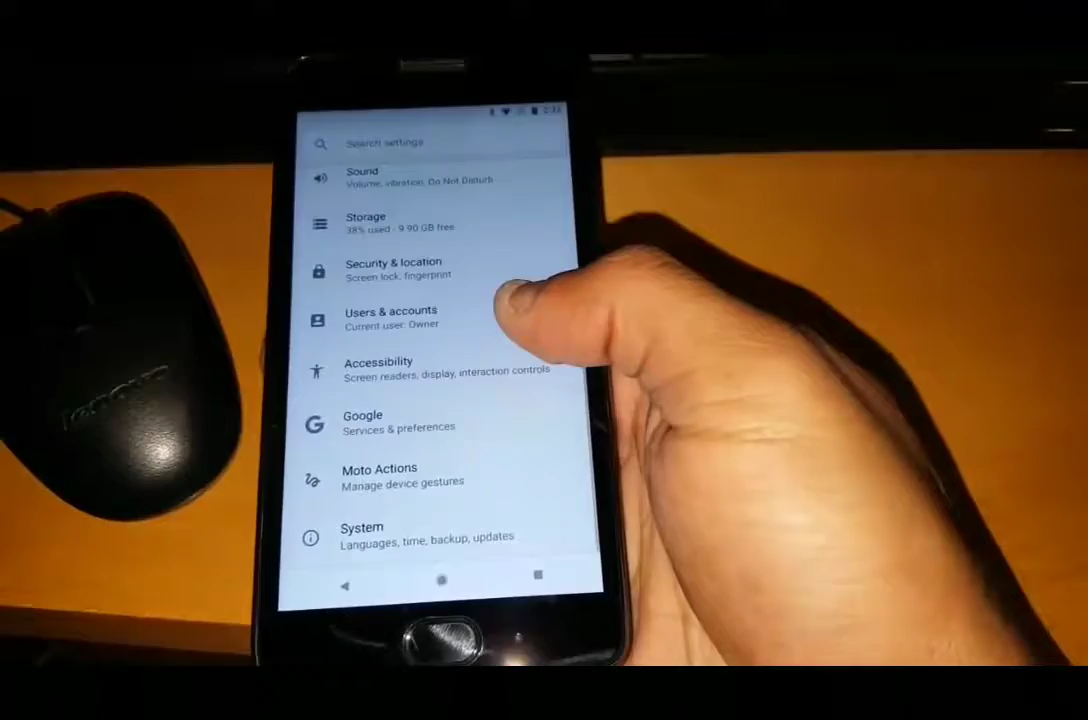 Search settings
Sound
Volume, vibration, Do Not Disturb
Storage
38% used - 9.90 GB free
Security & location
Screen lock, fingerprint
Users & accounts
Current user: Owner
Accessibility
Screen readers, display, interaction controls
Google
Services & preferences
Moto Actions
Manage device gestures
System
Languages, time, backup, updates
lenovo